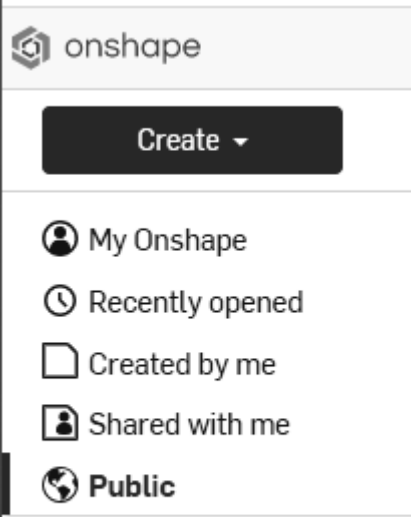 onshape
Create
My Onshape
Recently opened
Created by me
Shared with me
Public